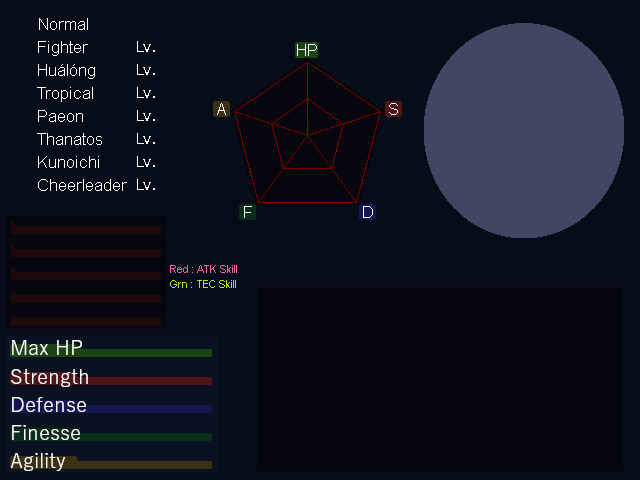 Normal
Fighter Lv.
Huálóng Lv.
Tropical Lv.
Paeon Lv.
Thanatos Lv.
Kunoichi Lv.
Cheerleader Lv.
HP
A
S
F
D
Red : ATK Skill
Grn : TEC Skill
Max HP
Strength
Defense
Finesse
Agility